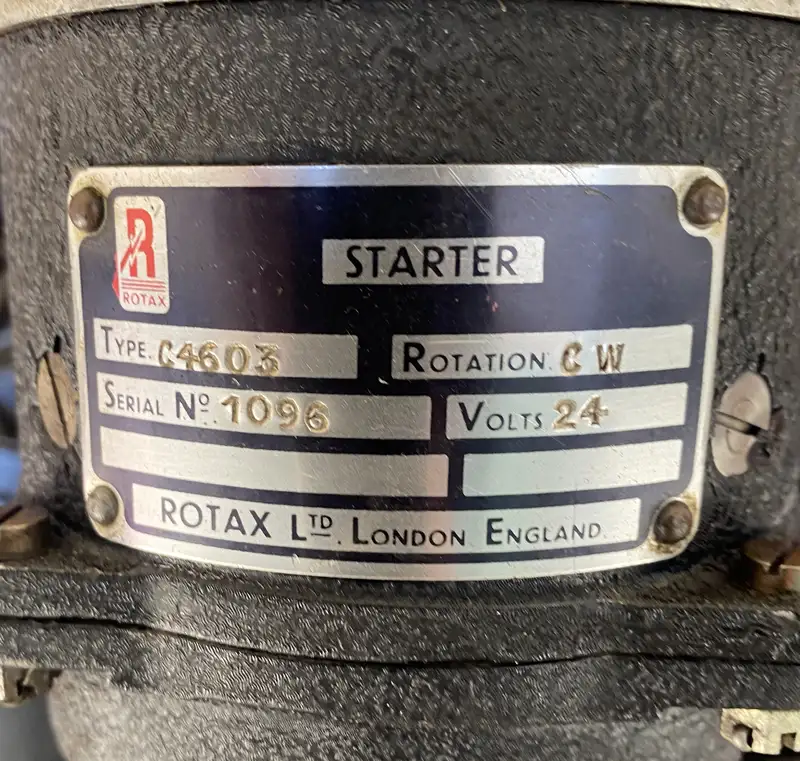 R
ROTAX
STARTER
TYPE. C4603 ROTATION. C W
SERIAL Nº. 1096 VOLTS 24
ROTAX LTD. LONDON ENGLAND.